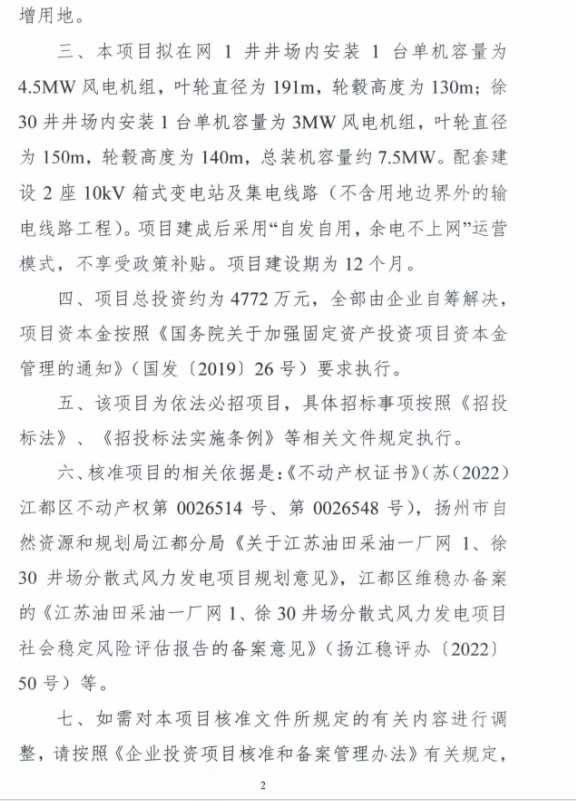 增用地。
三、本项目拟在网 1 井井场内安装 1 台单机容量为
4.5MW 风电机组，叶轮直径为 191m，轮毂高度为 130m；徐
30 井井场内安装 1 台单机容量为 3MW 风电机组，叶轮直径
为 150m，轮毂高度为 140m，总装机容量约 7.5MW。配套建
设 2 座 10kV 箱式变电站及集电线路（不含用地边界外的输
电线路工程）。项目建成后采用“自发自用，余电不上网”运营
模式，不享受政策补贴。项目建设期为 12 个月。
四、项目总投资约为 4772 万元，全部由企业自筹解决，
项目资本金按照《国务院关于加强固定资产投资项目资本金
管理的通知》（国发〔2019〕26 号）要求执行。
五、该项目为依法必招项目，具体招标事项按照《招投
标法》、《招投标法实施条例》等相关文件规定执行。
六、核准项目的相关依据是：《不动产权证书》（苏（2022）
江都区不动产权第 0026514 号、第 0026548 号），扬州市自
然资源和规划局江都分局《关于江苏油田采油一厂网 1、徐
30 井场分散式风力发电项目规划意见》，江都区维稳办备案
的《江苏油田采油一厂网 1、徐 30 井场分散式风力发电项目
社会稳定风险评估报告的备案意见》（扬江稳评办〔2022〕
50 号）等。
七、如需对本项目核准文件所规定的有关内容进行调
整，请按照《企业投资项目核准和备案管理办法》有关规定，
2